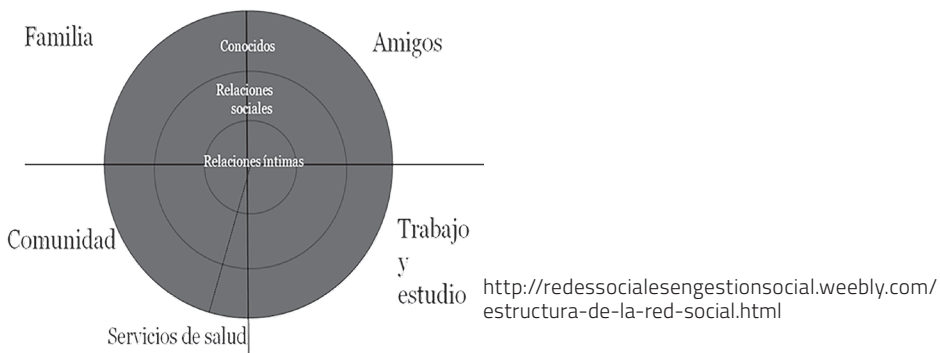 Familia
Amigos
Conocidos
Relaciones
sociales
Relaciones íntimas
Comunidad
Trabajo
y
estudio
Servicios de salud
http://redessocialesengestionsocial.weebly.com/
estructura-de-la-red-social.html